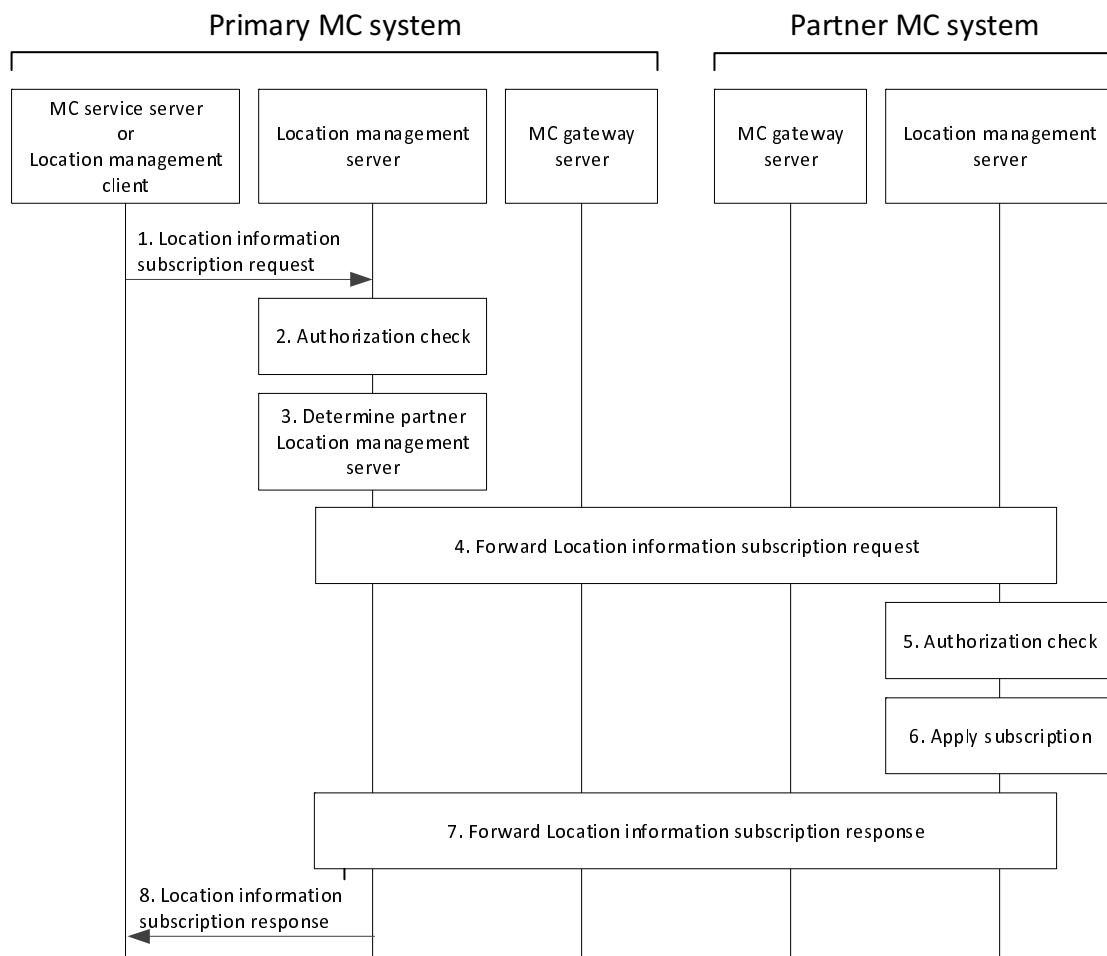 Primary MC system
Partner MC system
MC service server
or
Location management
client
Location management
server
MC gateway
server
MC gateway
server
Location management
server
1. Location information
subscription request
2. Authorization check
3. Determine partner
Location management
server
4. Forward Location information subscription request
5. Authorization check
6. Apply subscription
7. Forward Location information subscription response
8. Location information
subscription response